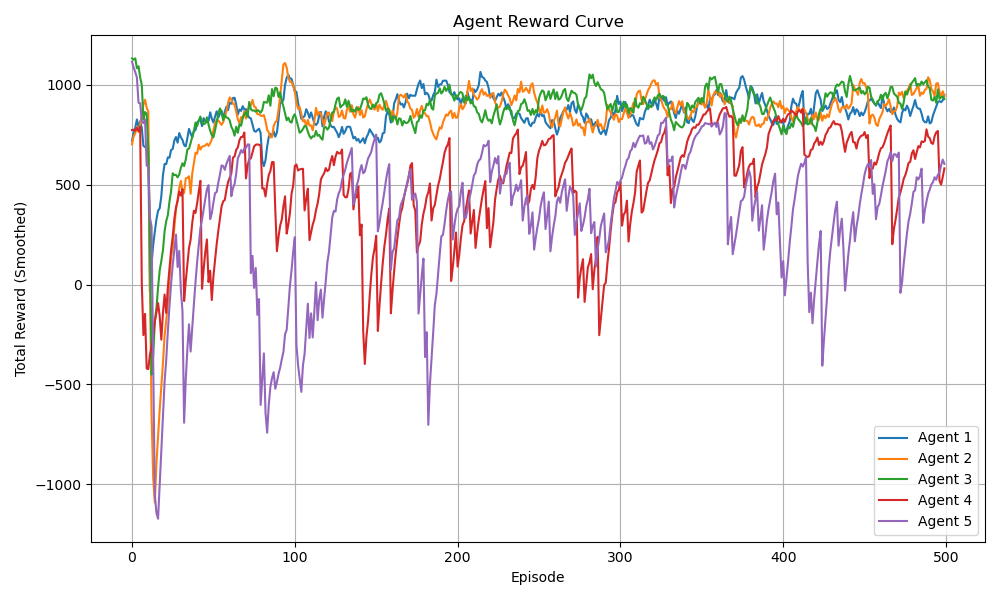 Agent Reward Curve
Total Reward (Smoothed)
1000
500
0
−500
−1000
0
100
200
300
400
500
Episode
Agent 1
Agent 2
Agent 3
Agent 4
Agent 5